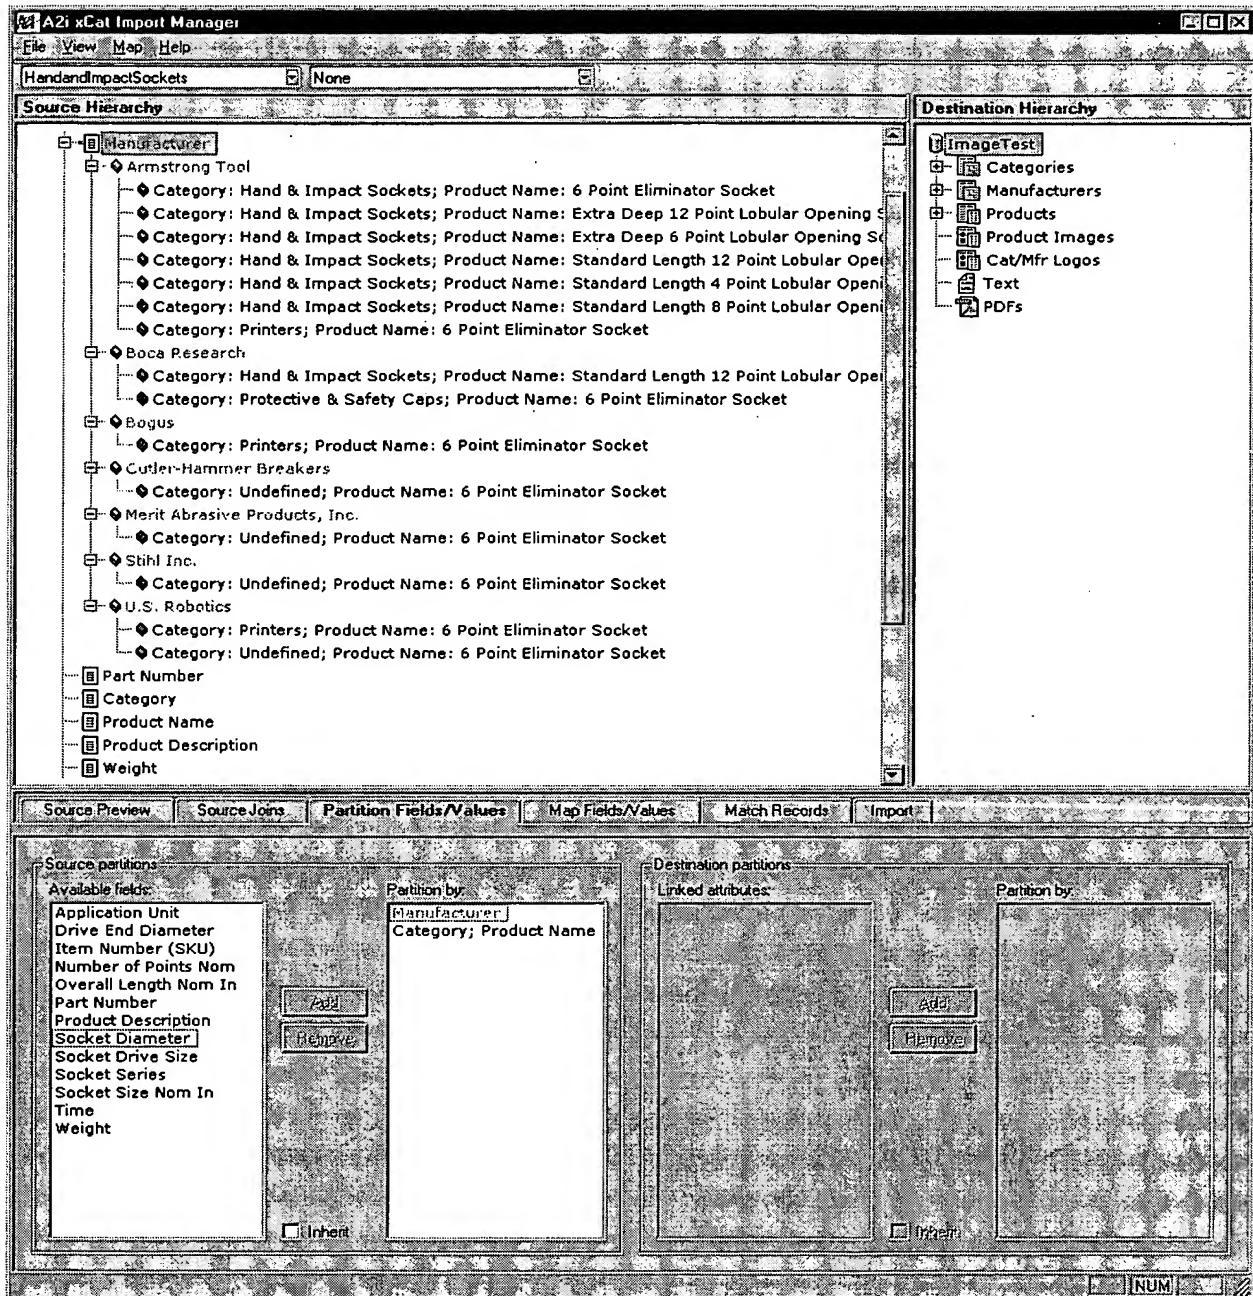 A2i xCat Import Manager
File View Map Help
HandandImpactSockets None
Source Hierarchy
Manufacturer
Armstrong Tool
Category: Hand & Impact Sockets; Product Name: 6 Point Eliminator Socket
Category: Hand & Impact Sockets; Product Name: Extra Deep 12 Point Lobular Opening S
Category: Hand & Impact Sockets; Product Name: Extra Deep 6 Point Lobular Opening So
Category: Hand & Impact Sockets; Product Name: Standard Length 12 Point Lobular Open
Category: Hand & Impact Sockets; Product Name: Standard Length 4 Point Lobular Openi
Category: Hand & Impact Sockets; Product Name: Standard Length 8 Point Lobular Openi
Category: Printers; Product Name: 6 Point Eliminator Socket
Boca Research
Category: Hand & Impact Sockets; Product Name: Standard Length 12 Point Lobular Open
Category: Protective & Safety Caps; Product Name: 6 Point Eliminator Socket
Bogus
Category: Printers; Product Name: 6 Point Eliminator Socket
Cutler-Hammer Breakers
Category: Undefined; Product Name: 6 Point Eliminator Socket
Merit Abrasive Products, Inc.
Category: Undefined; Product Name: 6 Point Eliminator Socket
Stihl Inc.
Category: Undefined; Product Name: 6 Point Eliminator Socket
U.S. Robotics
Category: Printers; Product Name: 6 Point Eliminator Socket
Category: Undefined; Product Name: 6 Point Eliminator Socket
Part Number
Category
Product Name
Product Description
Weight
Destination Hierarchy
ImageTest
Categories
Manufacturers
Products
Product Images
Cat/Mfr Logos
Text
PDFs
Source Preview Source Joins Partition Fields/Values Map Fields/Values Match Records Import
Source partitions
Available fields:
Application Unit
Drive End Diameter
Item Number (SKU)
Number of Points Nom
Overall Length Nom In
Part Number
Product Description
Socket Diameter
Socket Drive Size
Socket Series
Socket Size Nom In
Time
Weight
Add
Remove
Inherit
Partition by:
Manufacturer
Category; Product Name
Destination partitions
Linked attributes:
Add
Remove
Inherit
Partition by:
NUM